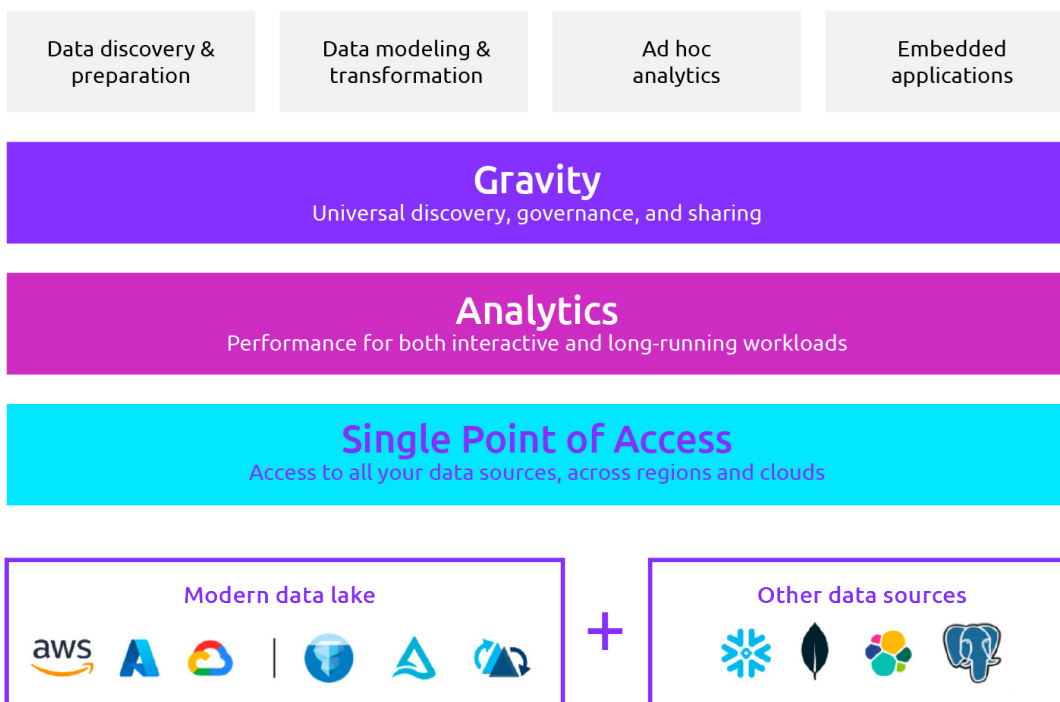 Data discovery &
preparation
Data modeling &
transformation
Ad hoc
analytics
Embedded
applications
Gravity
Universal discovery, governance, and sharing
Analytics
Performance for both interactive and long-running workloads
Single Point of Access
Access to all your data sources, across regions and clouds
Modern data lake
aws
+
Other data sources